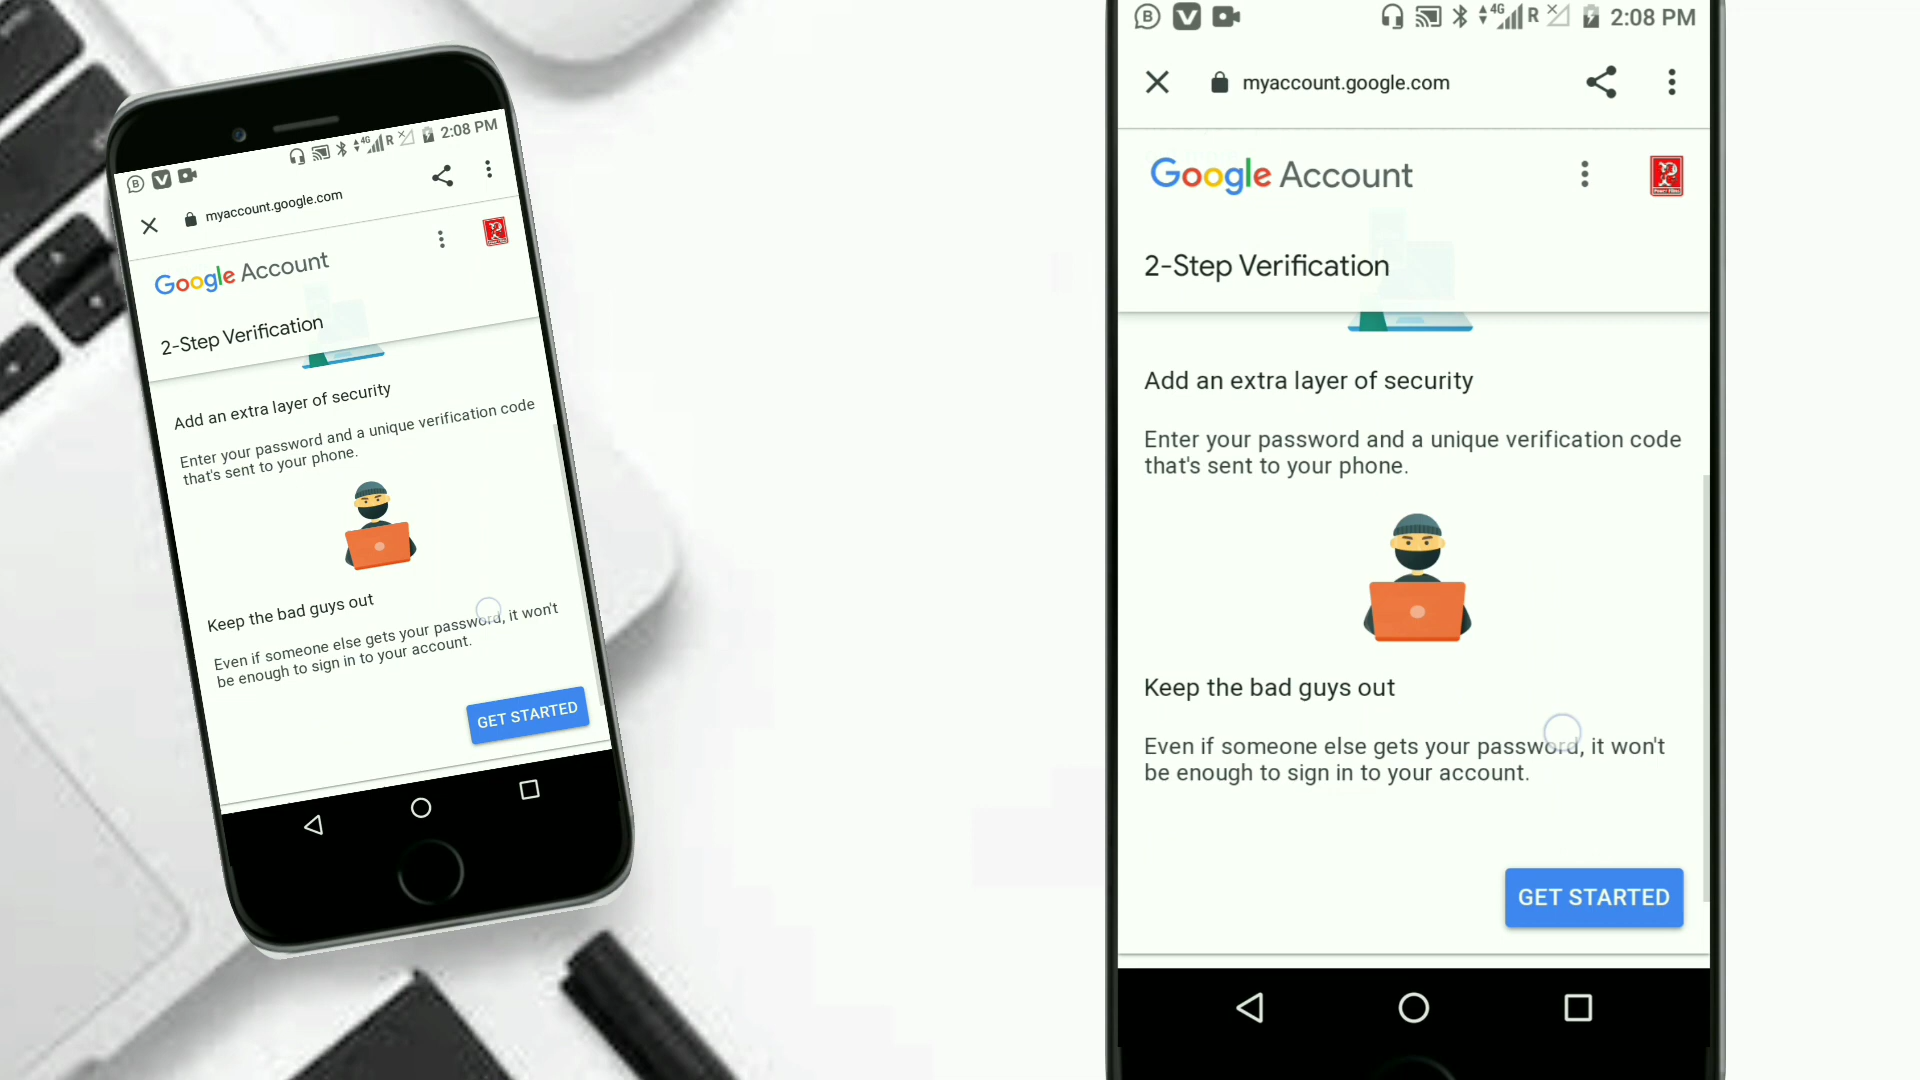 2:08 PM
myaccount.google.com
Google Account
2-Step Verification
Add an extra layer of security
Enter your password and a unique verification code
that's sent to your phone.
Keep the bad guys out
Even if someone else gets your password, it won't
be enough to sign in to your account.
GET STARTED
4G R 2:08 PM
myaccount.google.com
Google Account
2-Step Verification
Add an extra layer of security
Enter your password and a unique verification code
that's sent to your phone.
Keep the bad guys out
Even if someone else gets your password, it won't
be enough to sign in to your account.
GET STARTED